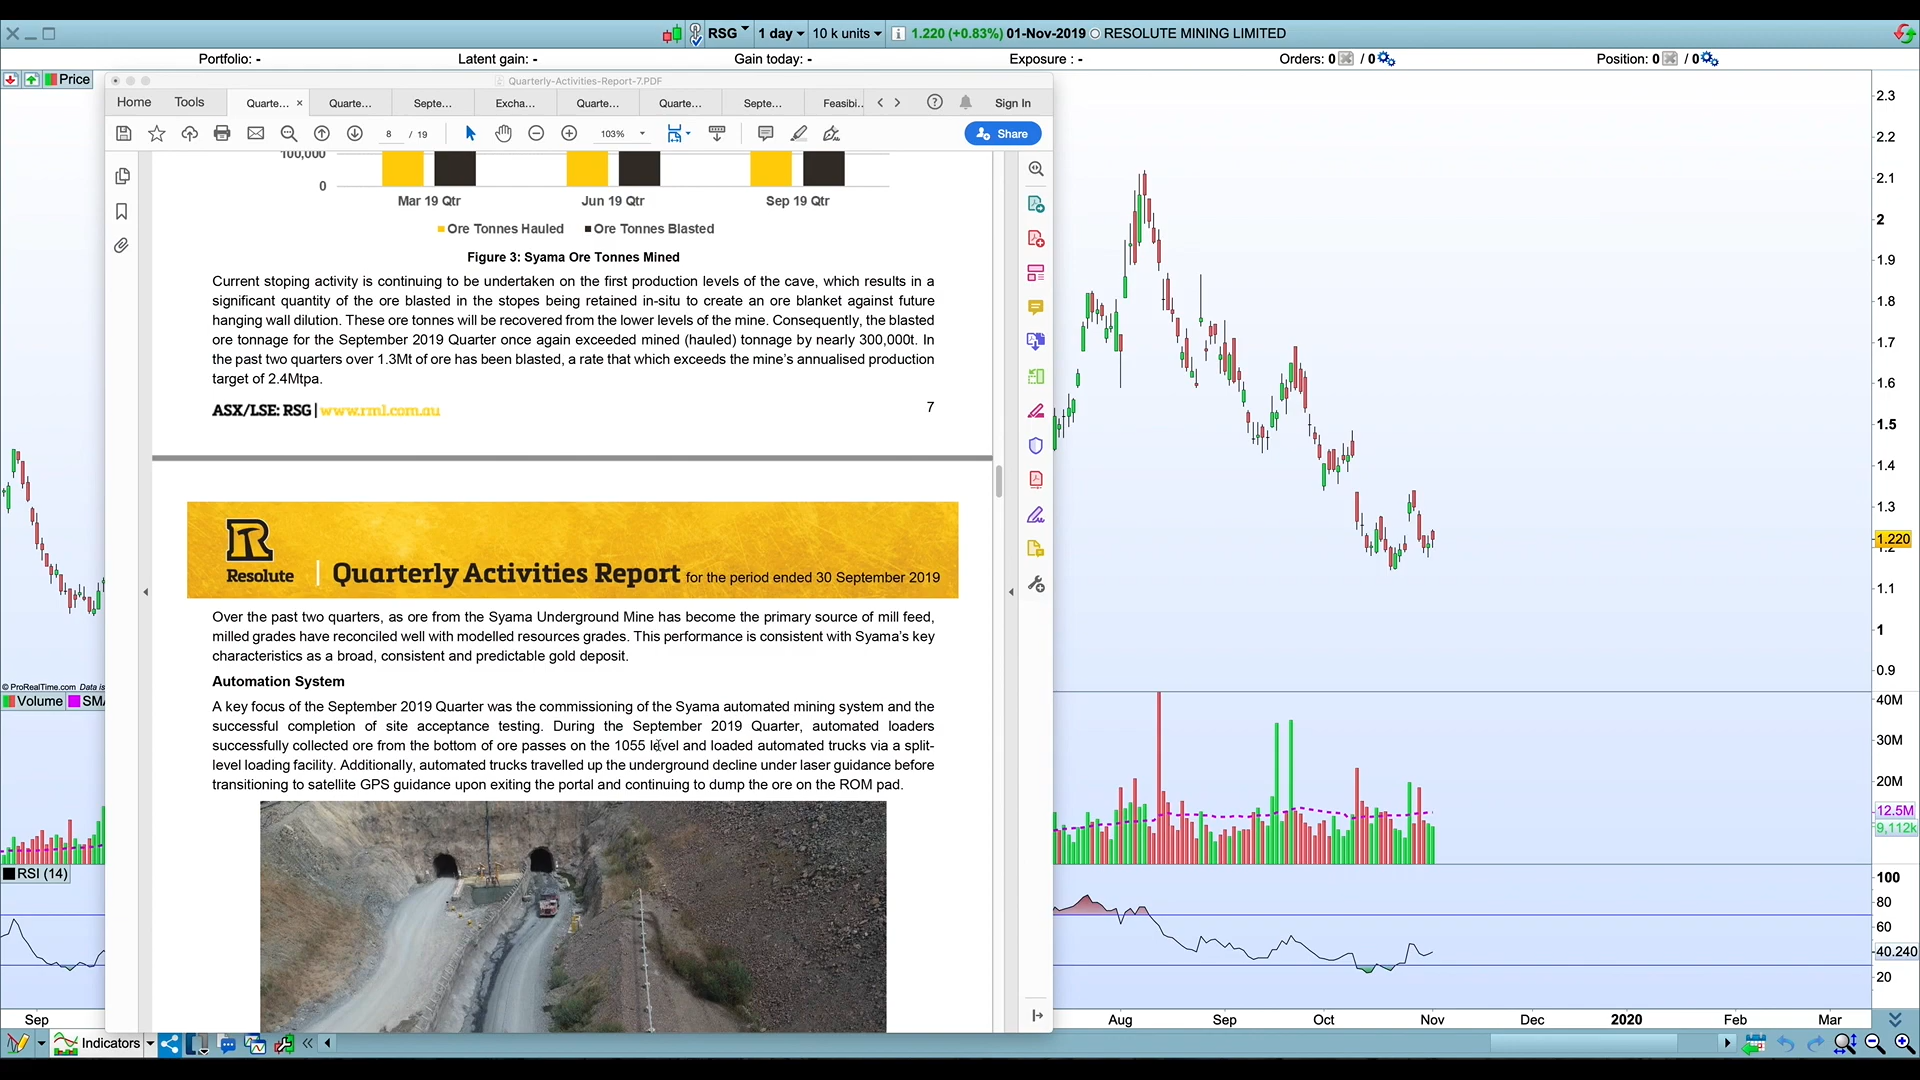 RSG 1 day 10 k units 1.220 (+0.83%) 01-Nov-2019 RESOLUTE MINING LIMITED
Portfolio: - Latent gain: - Gain today: - Exposure : - Orders: 0 / 0 Position: 0 / 0
Price
Quarterly-Activities-Report-7.PDF
Home Tools Quarte... × Quarte... Septe... Excha... Quarte... Quarte... Septe... Feasibi.. Sign In
8 / 19 103% Share
100,000
0
Mar 19 Qtr Jun 19 Qtr Sep 19 Qtr
Ore Tonnes Hauled Ore Tonnes Blasted
Figure 3: Syama Ore Tonnes Mined
Current stoping activity is continuing to be undertaken on the first production levels of the cave, which results in a
significant quantity of the ore blasted in the stopes being retained in-situ to create an ore blanket against future
hanging wall dilution. These ore tonnes will be recovered from the lower levels of the mine. Consequently, the blasted
ore tonnage for the September 2019 Quarter once again exceeded mined (hauled) tonnage by nearly 300,000t. In
the past two quarters over 1.3Mt of ore has been blasted, a rate that which exceeds the mine's annualised production
target of 2.4Mtpa.
ASX/LSE: RSG | www.rml.com.au 7
Resolute | Quarterly Activities Report for the period ended 30 September 2019
Over the past two quarters, as ore from the Syama Underground Mine has become the primary source of mill feed,
milled grades have reconciled well with modelled resources grades. This performance is consistent with Syama's key
characteristics as a broad, consistent and predictable gold deposit.
Automation System
A key focus of the September 2019 Quarter was the commissioning of the Syama automated mining system and the
successful completion of site acceptance testing. During the September 2019 Quarter, automated loaders
successfully collected ore from the bottom of ore passes on the 1055 level and loaded automated trucks via a split-
level loading facility. Additionally, automated trucks travelled up the underground decline under laser guidance before
transitioning to satellite GPS guidance upon exiting the portal and continuing to dump the ore on the ROM pad.
2.3
2.2
2.1
2
1.9
1.8
1.7
1.6
1.5
1.4
1.3
1.220
1.2
1.1
1
0.9
© ProRealTime.com Data is
Volume SMA
40M
30M
20M
12.5M
9,112k
RSI (14)
100
80
60
40.240
20
Sep Aug Sep Oct Nov Dec 2020 Feb Mar
Indicators